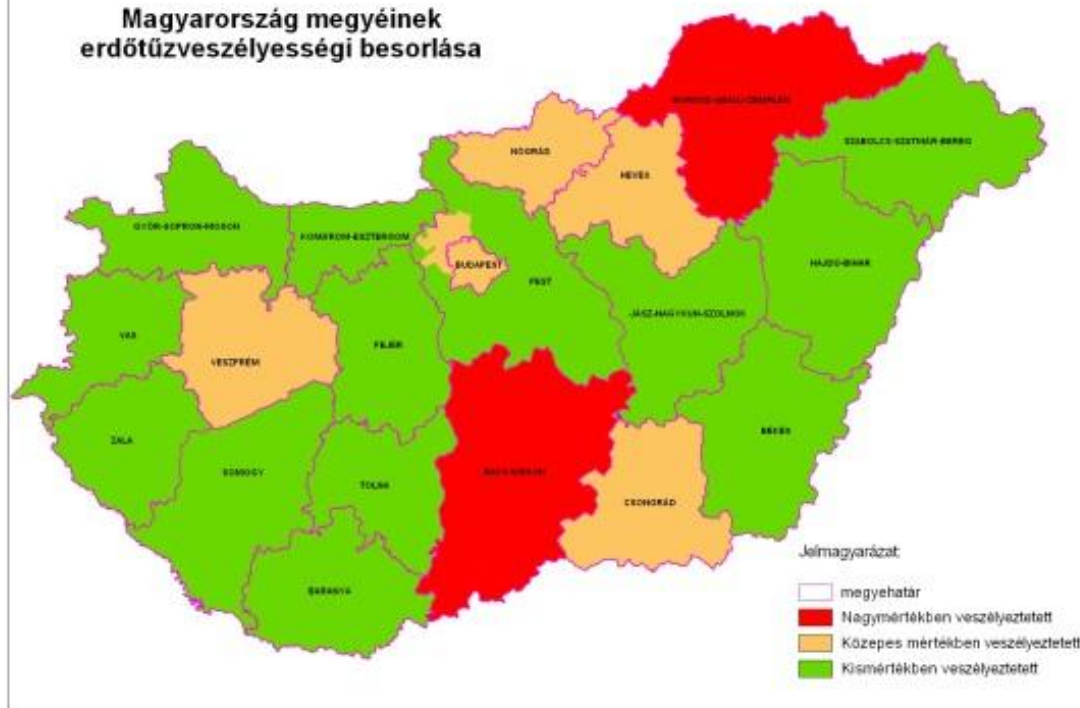 Magyarország megyéinek
erdőtűzveszélyességi besorlása
BORSOD-ABAÚJ-ZEMPLÉN
NÓGRÁD
SZABOLCS-SZATMÁR-BEREG
HEVES
GYŐR-SOPRON-MOSON
KOMÁROM-ESZTERGOM
BUDAPEST
HAJDÚ-BIHAR
PEST
JÁSZ-NAGYKUN-SZOLNOK
VAS
FEJÉR
VESZPRÉM
BÉKÉS
ZALA
SOMOGY
BÁCS-KISKUN
TOLNA
CSONGRÁD
BARANYA
Jelmagyarázat
megyehatár
Nagymértékben veszélyeztetett
Közepes mértékben veszélyeztetett
Kismértékben veszélyeztetett